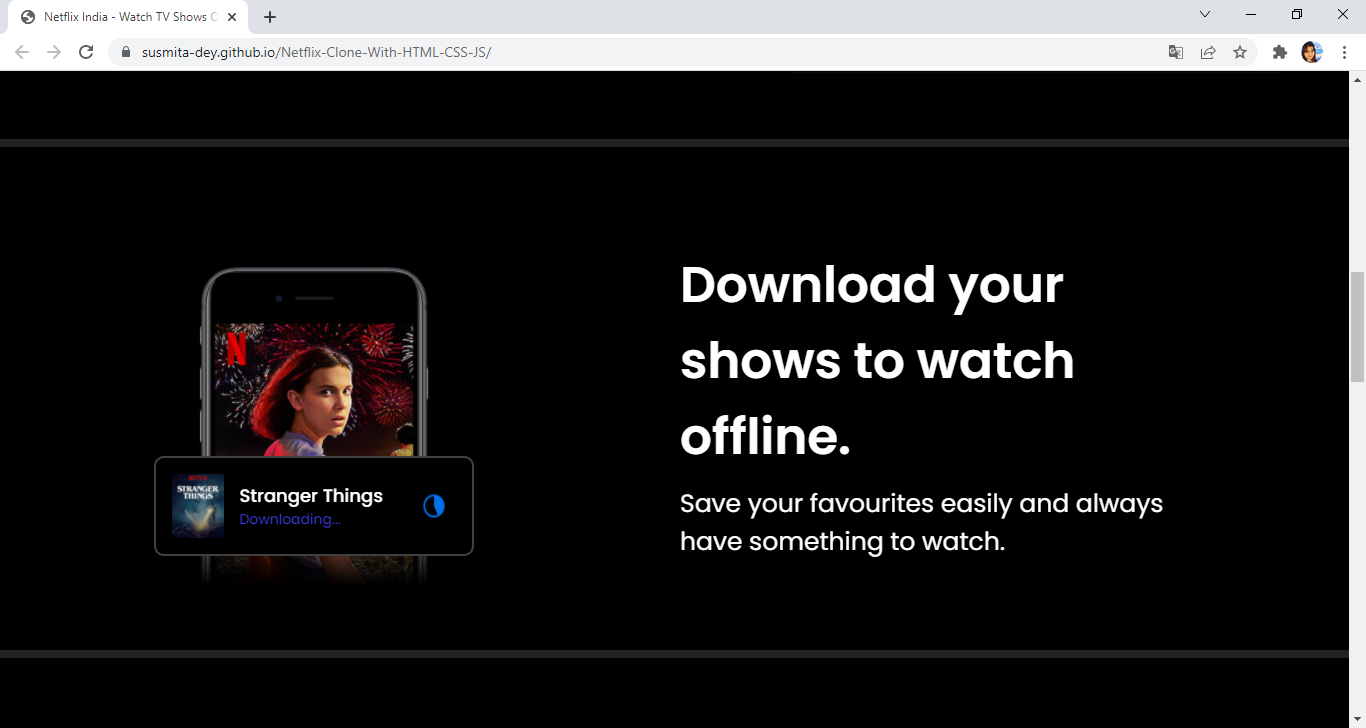 Netflix India - Watch TV Shows O
susmita-dey.github.io/Netflix-Clone-With-HTML-CSS-JS/
Download your
shows to watch
offline.
Save your favourites easily and always
have something to watch.
N
STRANGER
THINGS
Stranger Things
Downloading...